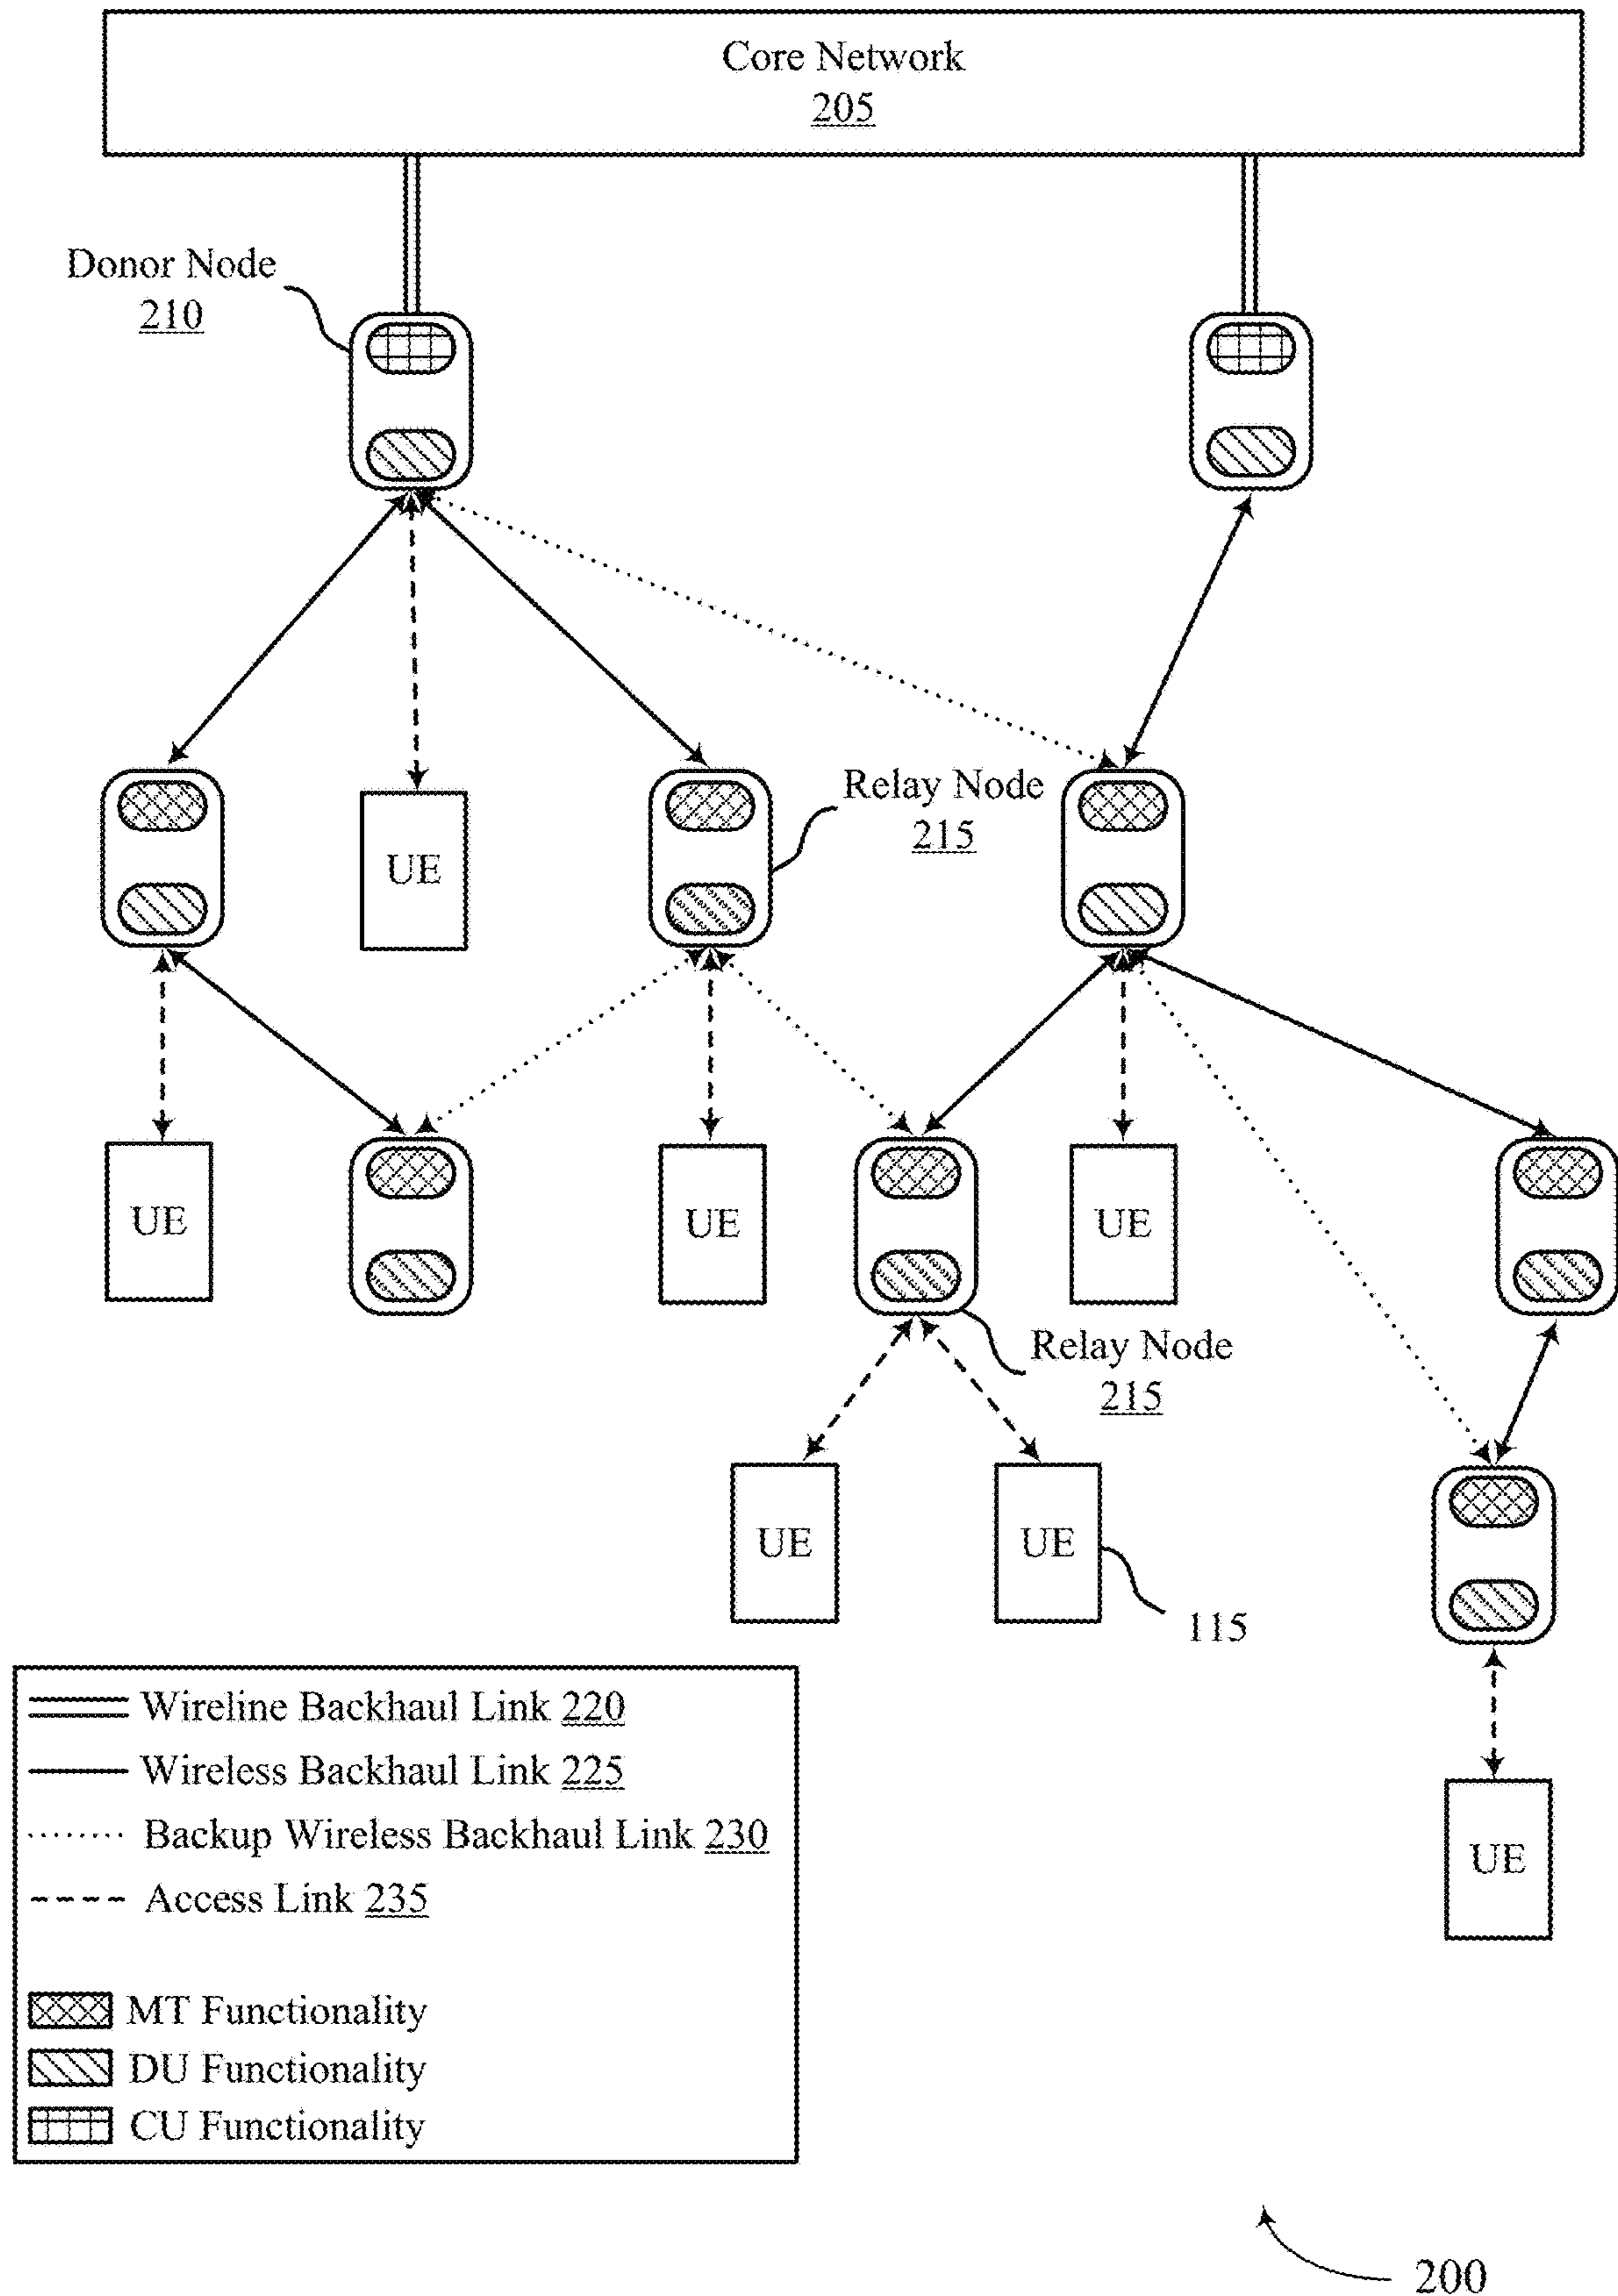 Core Network
205
Donor Node
210
Relay Node
215
UE
UE
UE
UE
Relay Node
215
UE
UE
115
UE
Wireline Backhaul Link 220
Wireless Backhaul Link 225
Backup Wireless Backhaul Link 230
Access Link 235
MT Functionality
DU Functionality
CU Functionality
200